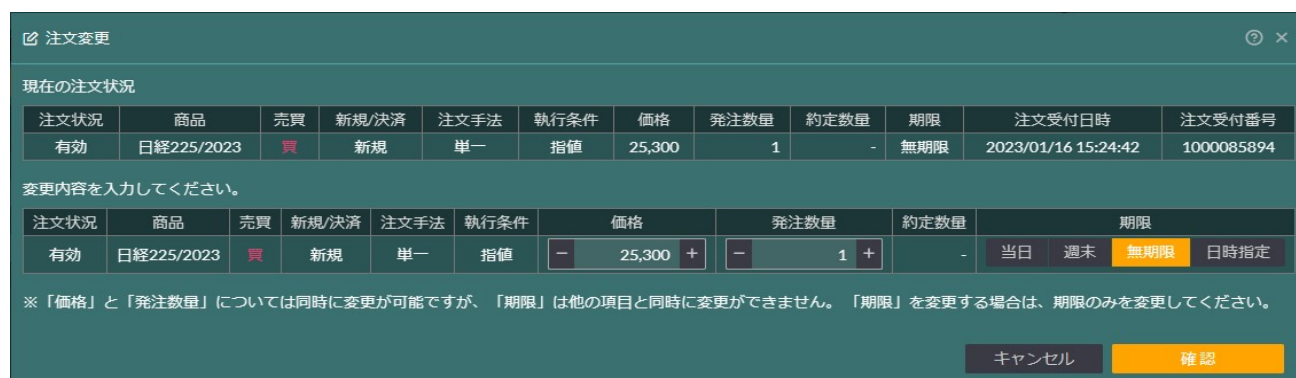 注文変更
現在の注文状況
注文状況 商品 売買 新規/決済 注文手法 執行条件 価格 発注数量 約定数量 期限 注文受付日時 注文受付番号
有効 日経225/2023 買 新規 単一 指値 25,300 1 - 無期限 2023/01/16 15:24:42 1000085894
変更内容を入力してください。
注文状況 商品 売買 新規/決済 注文手法 執行条件 価格 発注数量 約定数量 期限
有効 日経225/2023 買 新規 単一 指値 − 25,300 + − 1 + - 当日 週末 無期限 日時指定
※「価格」と「発注数量」については同時に変更が可能ですが、「期限」は他の項目と同時に変更ができません。「期限」を変更する場合は、期限のみを変更してください。
キャンセル 確認